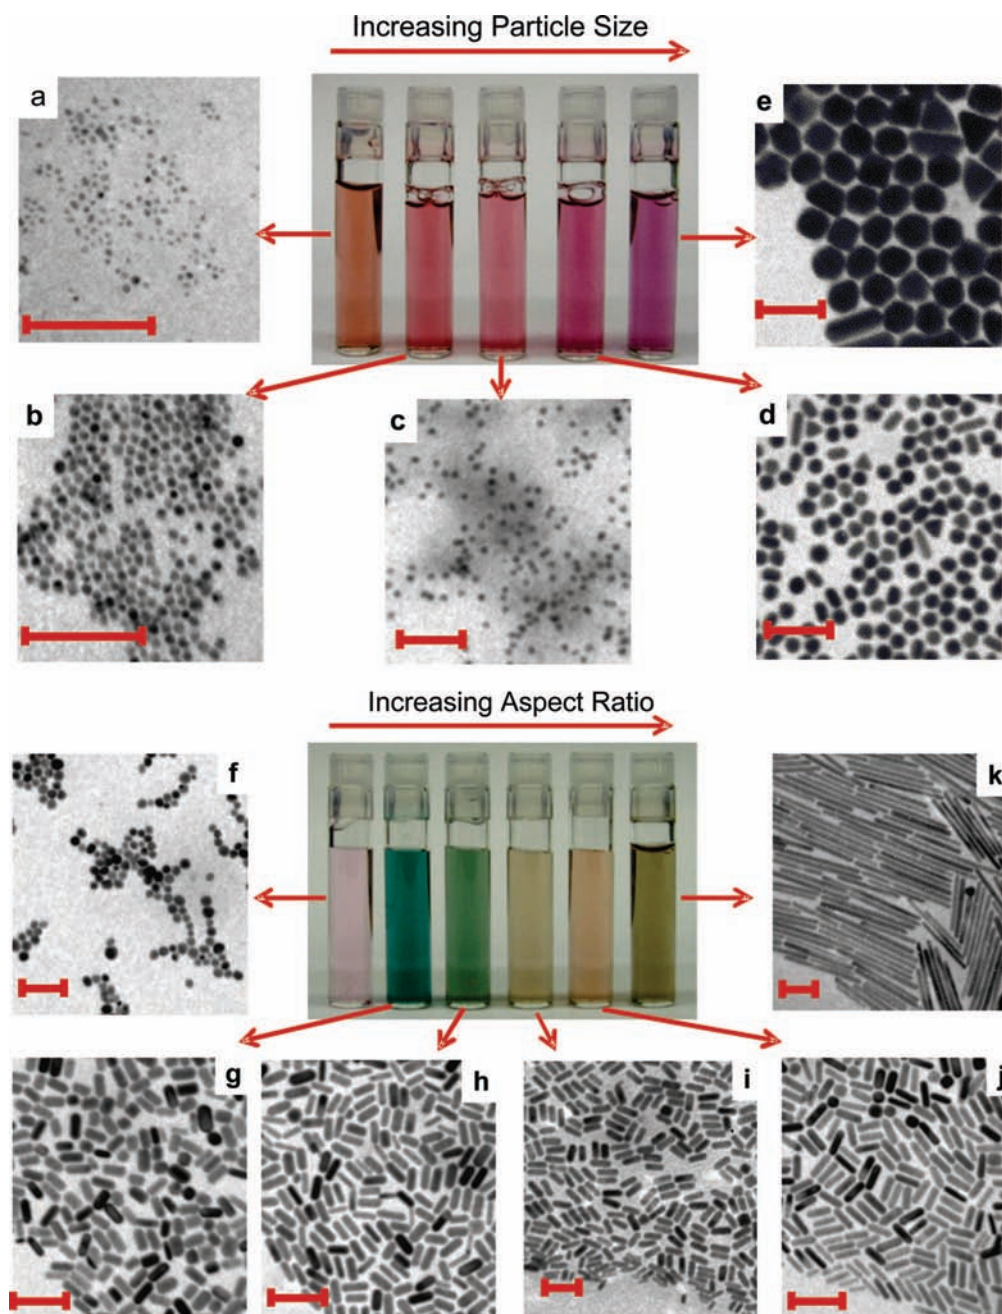 Increasing Particle Size
a
e
b
c
d
Increasing Aspect Ratio
f
k
g
h
i
j